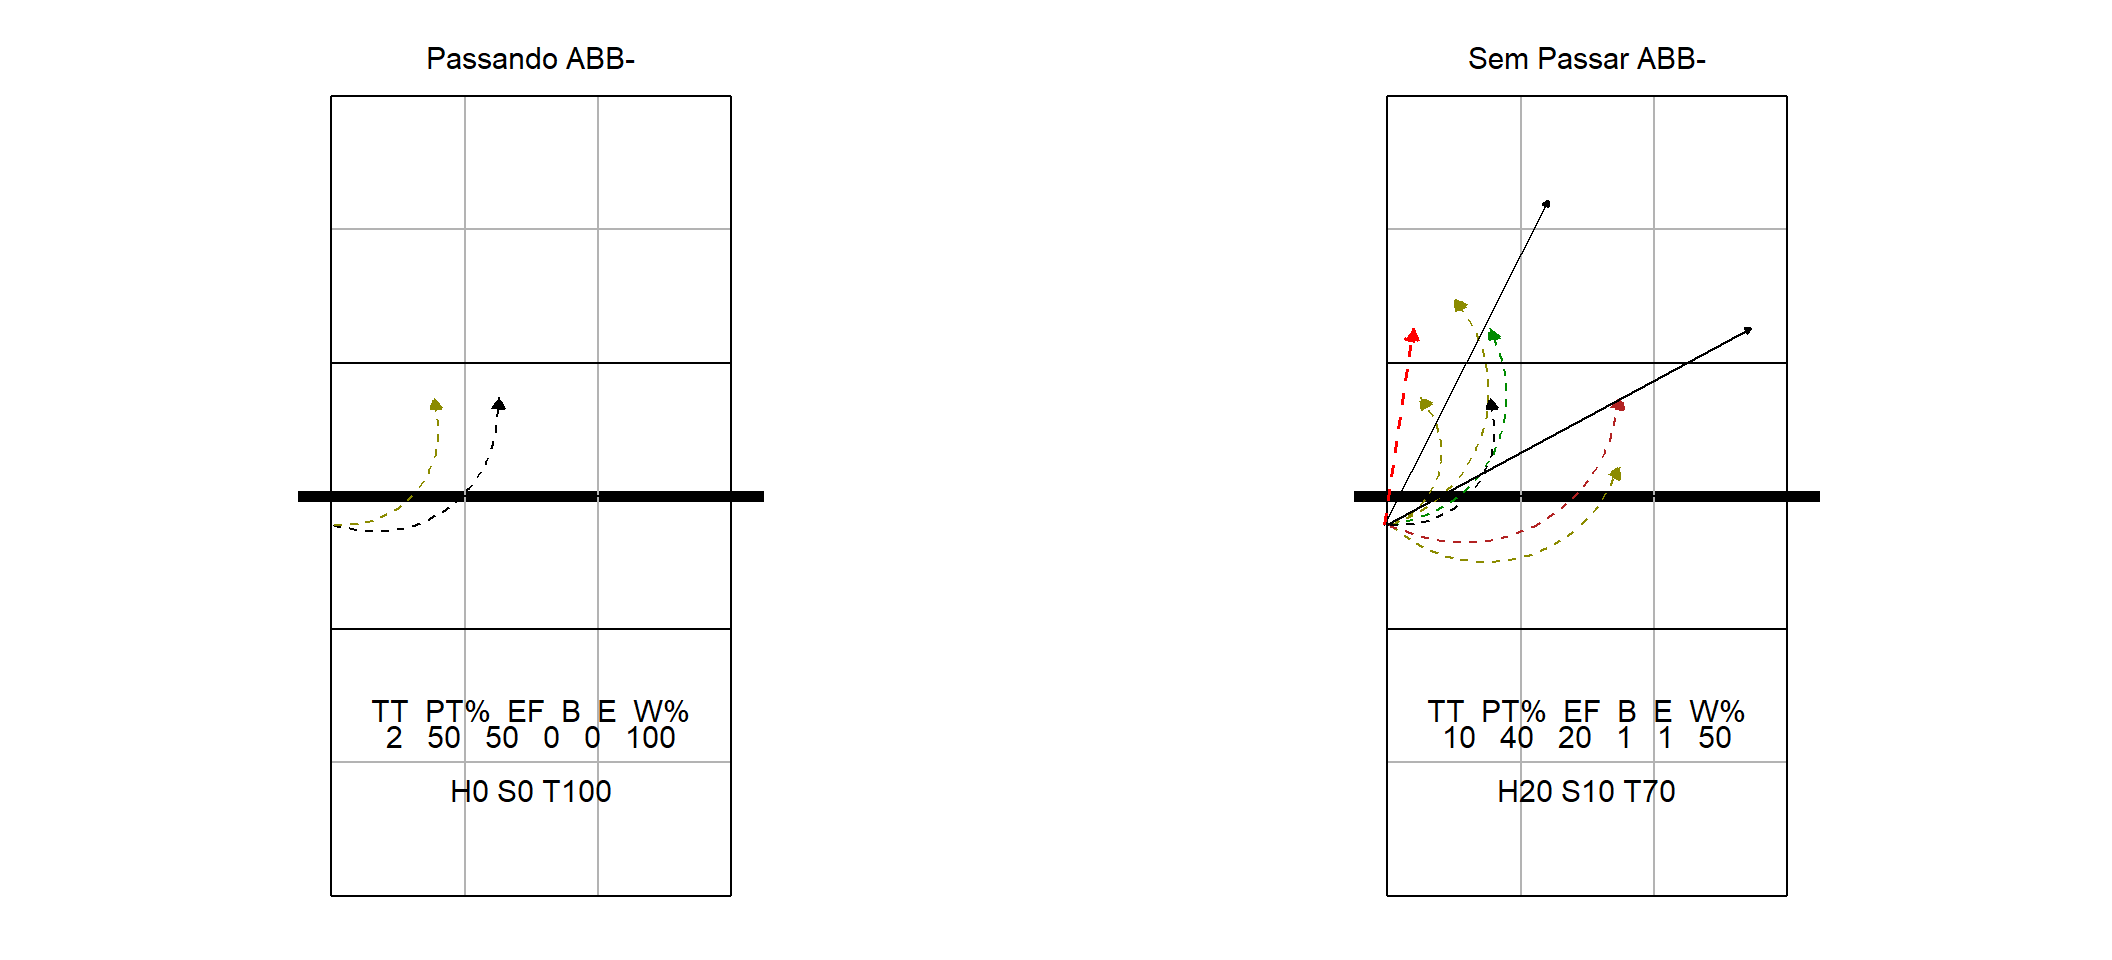 Passando ABB-
TT PT% EF B E W%
2 50 50 0 0 100
H0 S0 T100
Sem Passar ABB-
TT PT% EF B E W%
10 40 20 1 1 50
H20 S10 T70